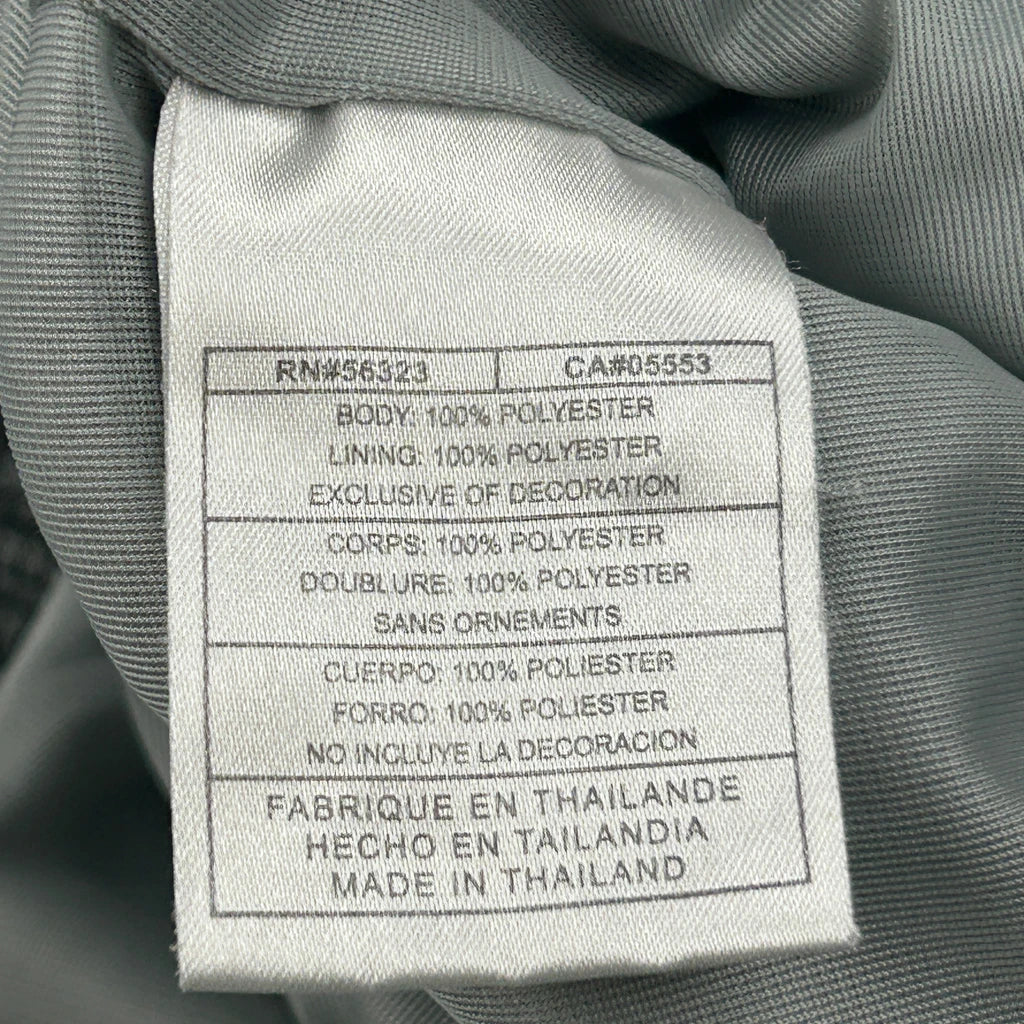 RN#56323 CA#05553
BODY: 100% POLYESTER
LINING: 100% POLYESTER
EXCLUSIVE OF DECORATION
CORPS: 100% POLYESTER
DOUBLURE: 100% POLYESTER
SANS ORNEMENTS
CUERPO: 100% POLIESTER
FORRO: 100% POLIESTER
NO INCLUYE LA DECORACION
FABRIQUE EN THAILANDE
HECHO EN TAILANDIA
MADE IN THAILAND